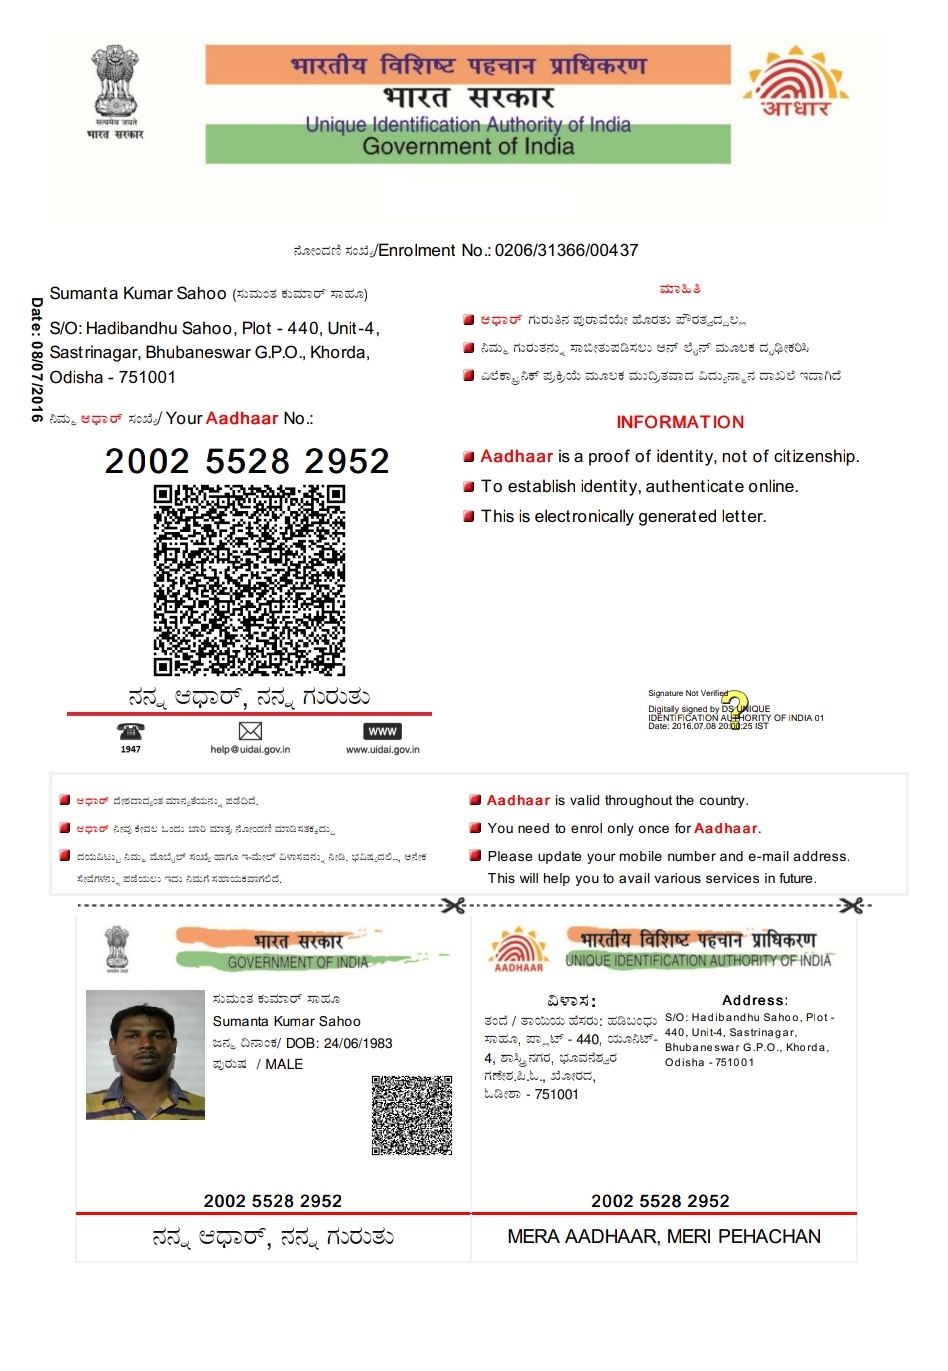 भारतीय विशिष्ट पहचान प्राधिकरण
भारत सरकार
Unique Identification Authority of India
Government of India
सत्यमेव जयते
भारत सरकार
आधार
ನೋಂದಣಿ ಸಂಖ್ಯೆ/Enrolment No.: 0206/31366/00437
Date: 08/07/2016
Sumanta Kumar Sahoo (ಸುಮಂತ ಕುಮಾರ್ ಸಾಹೂ)
S/O: Hadibandhu Sahoo, Plot - 440, Unit-4,
Sastrinagar, Bhubaneswar G.P.O., Khorda,
Odisha - 751001
ನಿಮ್ಮ ಆಧಾರ್ ಸಂಖ್ಯೆ/ Your Aadhaar No.:
2002 5528 2952
ನನ್ನ ಆಧಾರ್, ನನ್ನ ಗುರುತು
1947
help@uidai.gov.in
www
www.uidai.gov.in
ಮಾಹಿತಿ
ಆಧಾರ್ ಗುರುತಿನ ಪುರಾವೆಯೇ ಹೊರತು ಪೌರತ್ವದ್ದಲ್ಲ
ನಿಮ್ಮ ಗುರುತನ್ನು ಸಾಬೀತುಪಡಿಸಲು ಆನ್ ಲೈನ್ ಮೂಲಕ ದೃಢೀಕರಿಸಿ
ಎಲೆಕ್ಟ್ರಾನಿಕ್ ಪ್ರಕ್ರಿಯೆ ಮೂಲಕ ಮುದ್ರಿತವಾದ ವಿದ್ಯುನ್ಮಾನ ದಾಖಲೆ ಇದಾಗಿದೆ
INFORMATION
Aadhaar is a proof of identity, not of citizenship.
To establish identity, authenticate online.
This is electronically generated letter.
Signature Not Verified
Digitally signed by DS UNIQUE
IDENTIFICATION AUTHORITY OF INDIA 01
Date: 2016.07.08 20:00:25 IST
ಆಧಾರ್ ದೇಶದಾದ್ಯಂತ ಮಾನ್ಯತೆಯನ್ನು ಪಡೆದಿದೆ.
ಆಧಾರ್ ನೀವು ಕೇವಲ ಒಂದು ಬಾರಿ ಮಾತ್ರ ನೋಂದಣಿ ಮಾಡಿಸತಕ್ಕದ್ದು
ದಯವಿಟ್ಟು ನಿಮ್ಮ ಮೊಬೈಲ್ ಸಂಖ್ಯೆ ಹಾಗೂ ಇ-ಮೇಲ್ ವಿಳಾಸವನ್ನು ನೀಡಿ. ಭವಿಷ್ಯದಲ್ಲಿ, ಅನೇಕ
ಸೇವೆಗಳನ್ನು ಪಡೆಯಲು ಇದು ನಿಮಗೆ ಸಹಾಯಕವಾಗಲಿದೆ.
Aadhaar is valid throughout the country.
You need to enrol only once for Aadhaar.
Please update your mobile number and e-mail address.
This will help you to avail various services in future.
भारत सरकार
GOVERNMENT OF INDIA
ಸುಮಂತ ಕುಮಾರ್ ಸಾಹೂ
Sumanta Kumar Sahoo
ಜನ್ಮ ದಿನಾಂಕ/ DOB: 24/06/1983
ಪುರುಷ / MALE
2002 5528 2952
ನನ್ನ ಆಧಾರ್, ನನ್ನ ಗುರುತು
AADHAAR
भारतीय विशिष्ट पहचान प्राधिकरण
UNIQUE IDENTIFICATION AUTHORITY OF INDIA
ವಿಳಾಸ:
ತಂದೆ / ತಾಯಿಯ ಹೆಸರು: ಹಡಿಬಂಧು
ಸಾಹೂ, ಪ್ಲಾಟ್ - 440, ಯೂನಿಟ್-
4, ಶಾಸ್ತ್ರಿನಗರ, ಭೂವನೆಶ್ವರ
ಗಣೇಶ.ಪಿ.ಓ., ಖೋರದ,
ಓಡೀಶಾ - 751001
Address:
S/O: Hadibandhu Sahoo, Plot -
440, Unit-4, Sastrinagar,
Bhubaneswar G.P.O., Khorda,
Odisha - 751001
2002 5528 2952
MERA AADHAAR, MERI PEHACHAN